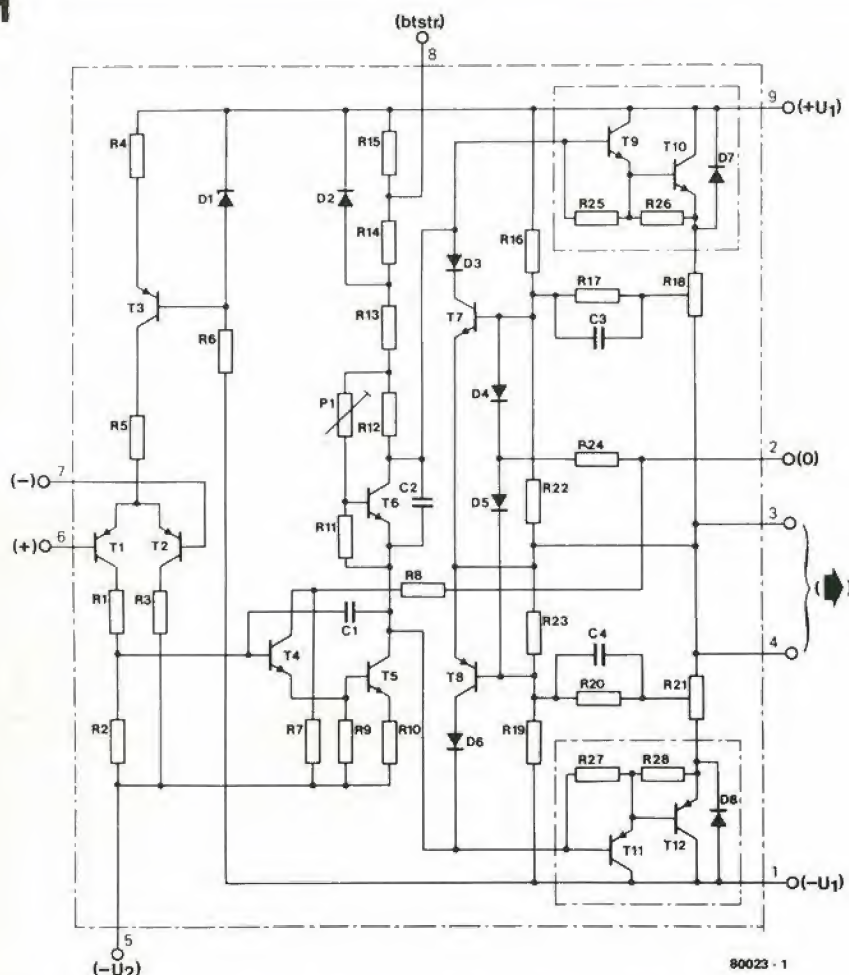 1
(btstr.)
8
9
(+U1)
R4
D1
D2
R15
R14
T9
T10
D7
R25
R26
D3
R16
T3
R6
R13
T7
R17
C3
R18
P1
R12
D4
R5
R24
2
(0)
(-)
7
(+)
6
T1
T2
R11
T6
C2
D5
R22
3
R1
R3
R8
C1
R23
C4
4
T4
T5
T8
R20
R21
R2
R7
R9
R10
D6
R19
R27
R28
D8
T11
T12
1
(-U1)
5
(-U2)
80023 - 1